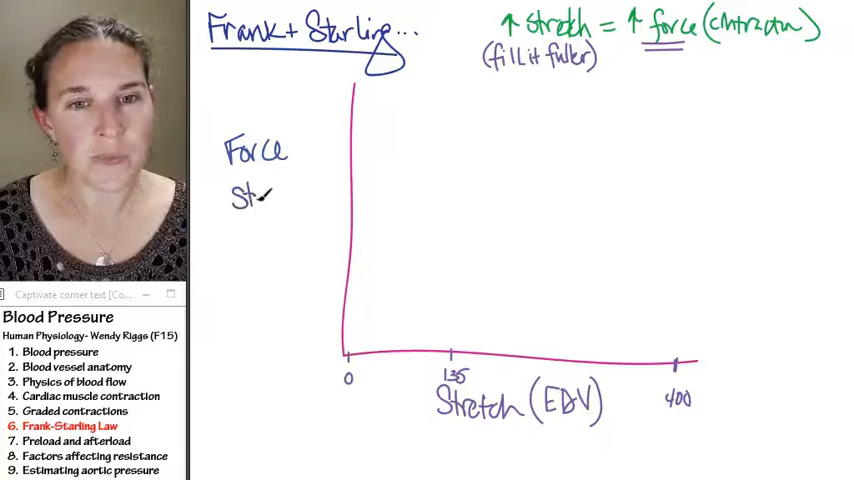 Frank + Starling...
↑ stretch = ↑ force (contraction)
(fill it fuller)
Force
St
0
135
400
Stretch (EDV)
Captivate corner text [Co...
Blood Pressure
Human Physiology- Wendy Riggs (F15)
1. Blood pressure
2. Blood vessel anatomy
3. Physics of blood flow
4. Cardiac muscle contraction
5. Graded contractions
6. Frank-Starling Law
7. Preload and afterload
8. Factors affecting resistance
9. Estimating aortic pressure